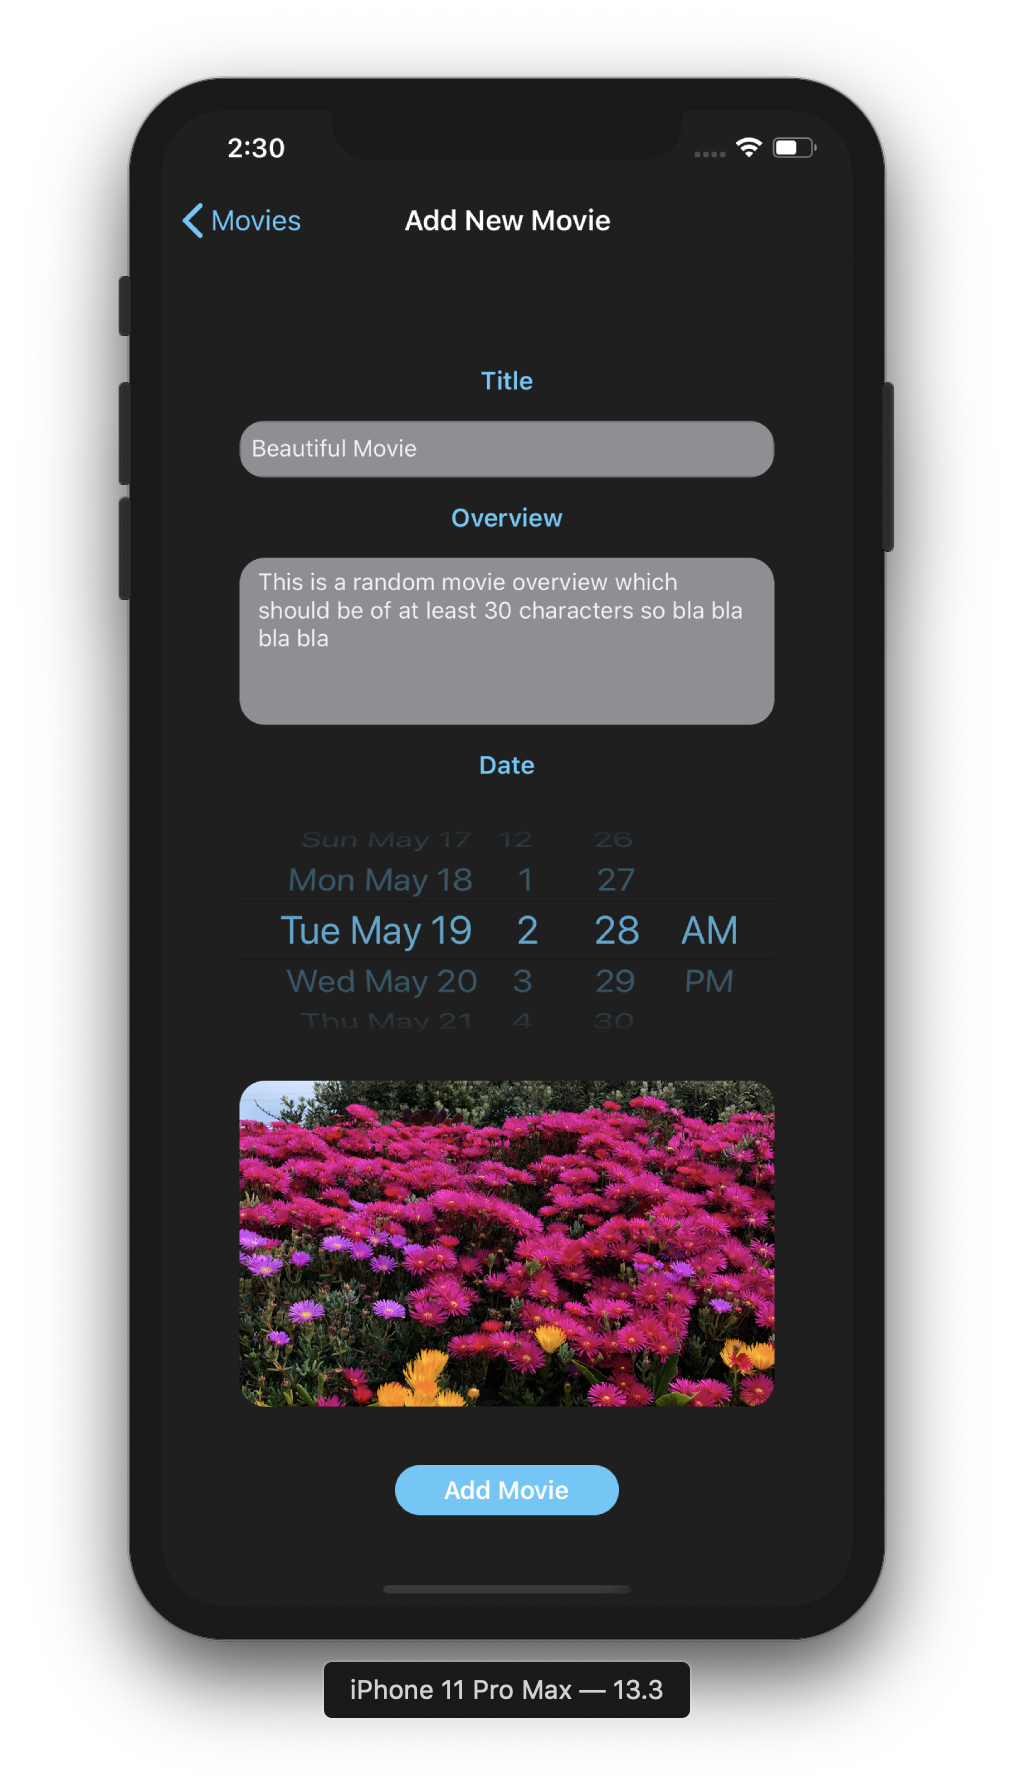 2:30
Movies
Add New Movie
Title
Beautiful Movie
Overview
This is a random movie overview which
should be of at least 30 characters so bla bla
bla bla
Date
Sun May 17 12 26
Mon May 18 1 27
Tue May 19 2 28 AM
Wed May 20 3 29 PM
Thu May 21 4 30
Add Movie
iPhone 11 Pro Max — 13.3